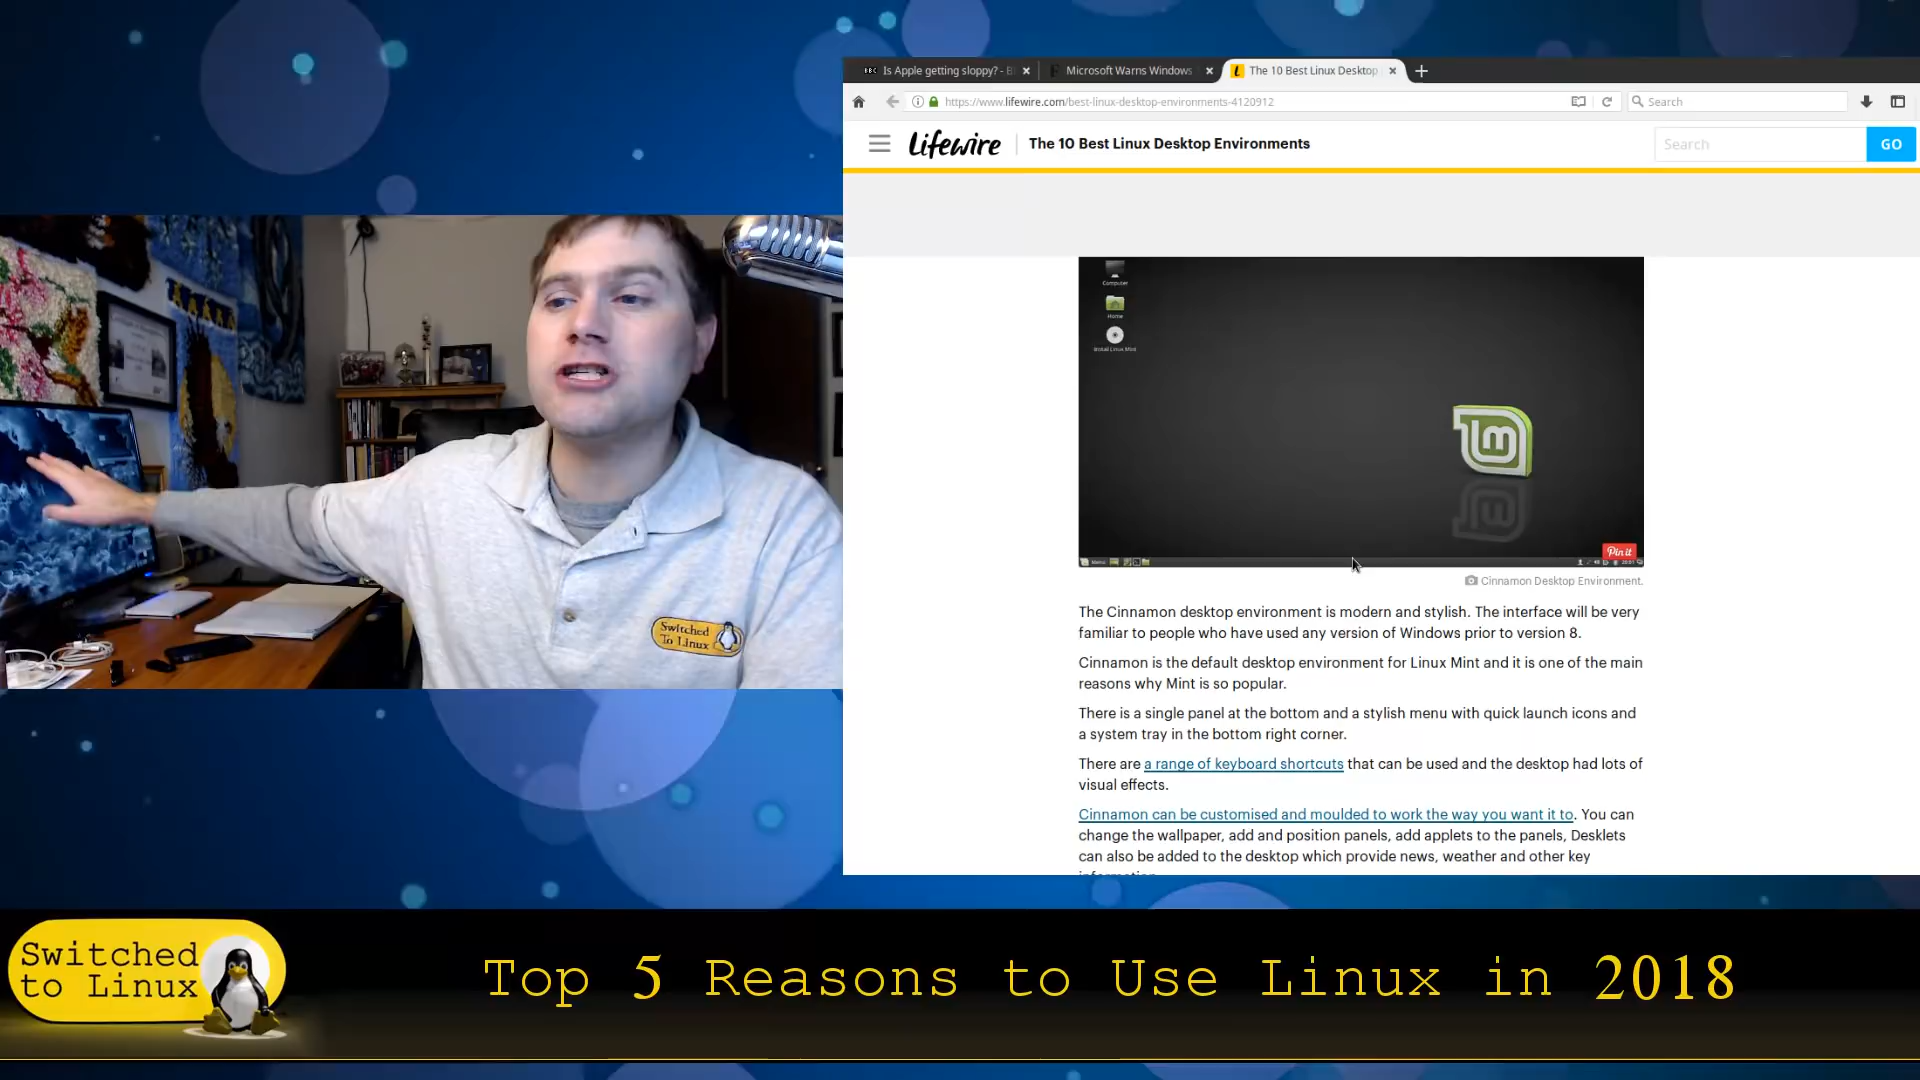 Is Apple getting sloppy? - B
Microsoft Warns Windows
The 10 Best Linux Desktop
https://www.lifewire.com/best-linux-desktop-environments-4120912
Search
Lifewire
The 10 Best Linux Desktop Environments
Search
GO
Computer
Home
Install Linux Mint
lm
Menu
Pin it
Cinnamon Desktop Environment.
The Cinnamon desktop environment is modern and stylish. The interface will be very
familiar to people who have used any version of Windows prior to version 8.
Cinnamon is the default desktop environment for Linux Mint and it is one of the main
reasons why Mint is so popular.
There is a single panel at the bottom and a stylish menu with quick launch icons and
a system tray in the bottom right corner.
There are a range of keyboard shortcuts that can be used and the desktop had lots of
visual effects.
Cinnamon can be customised and moulded to work the way you want it to. You can
change the wallpaper, add and position panels, add applets to the panels, Desklets
can also be added to the desktop which provide news, weather and other key
information.
Switched
To Linux
Switched
to Linux
Top 5 Reasons to Use Linux in 2018